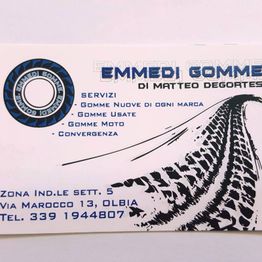 EMMEDI GOMME
DI MATTEO DEGORTES
SERVIZI
- GOMME NUOVE DI OGNI MARCA
- GOMME USATE
- GOMME MOTO
- CONVERGENZA
ZONA IND.LE SETT. 5
VIA MAROCCO 13, OLBIA
TEL. 339 1944807